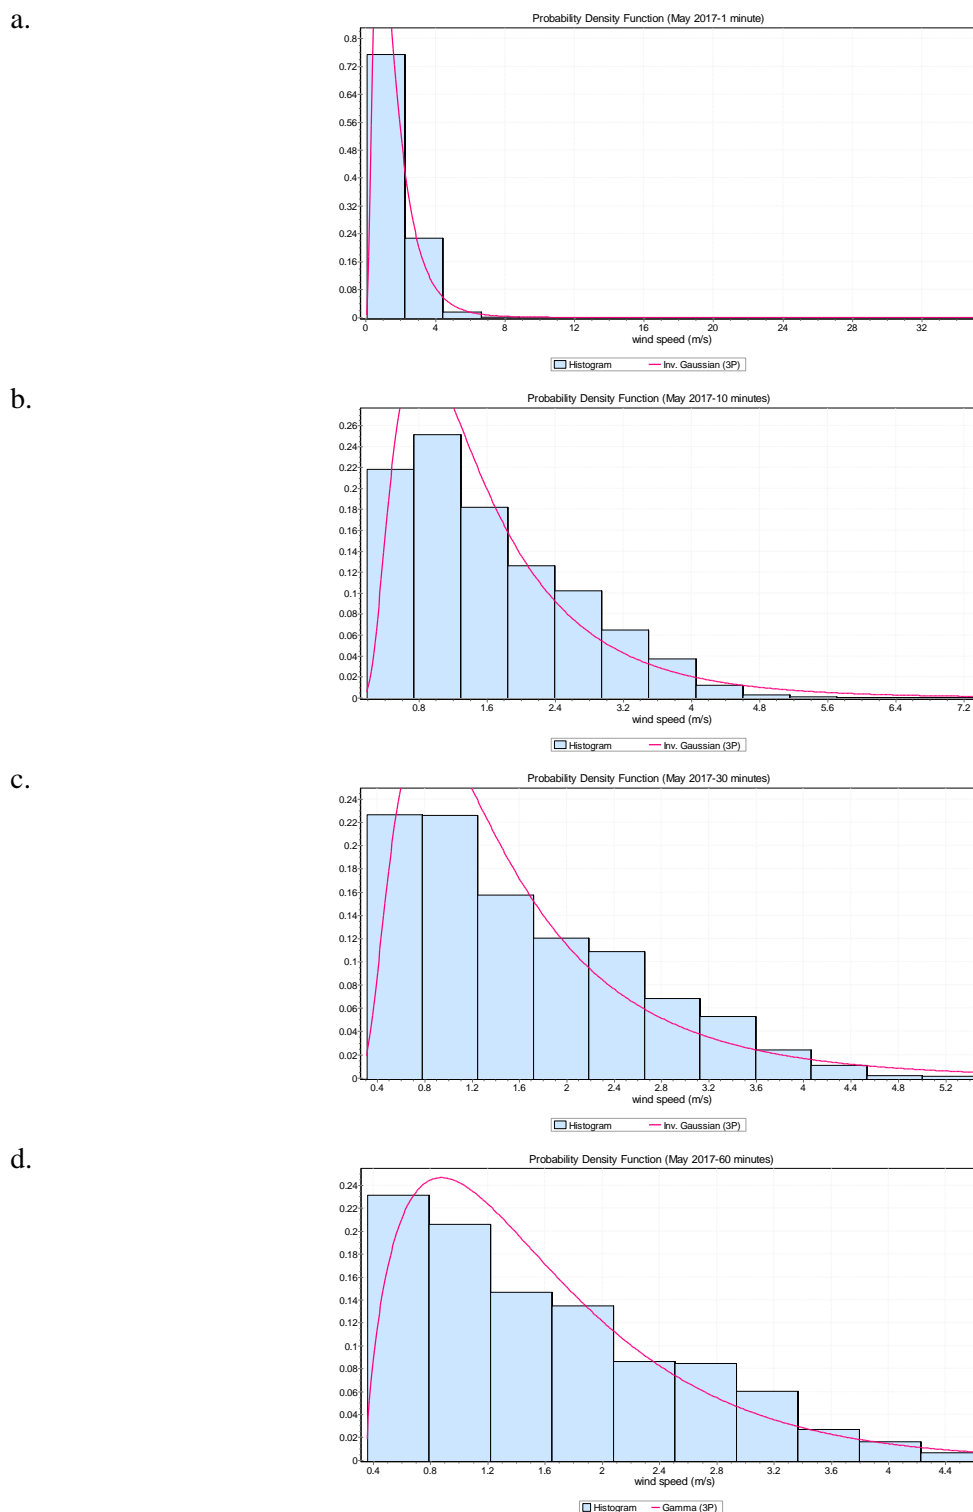 a.
Probability Density Function (May 2017-1 minute)
0.8
0.72
0.64
0.56
0.48
0.4
0.32
0.24
0.16
0.08
0
0 4 8 12 16 20 24 28 32
wind speed (m/s)
Histogram Inv. Gaussian (3P)
b.
Probability Density Function (May 2017-10 minutes)
0.26
0.24
0.22
0.2
0.18
0.16
0.14
0.12
0.1
0.08
0.06
0.04
0.02
0
0.8 1.6 2.4 3.2 4 4.8 5.6 6.4 7.2
wind speed (m/s)
Histogram Inv. Gaussian (3P)
c.
Probability Density Function (May 2017-30 minutes)
0.24
0.22
0.2
0.18
0.16
0.14
0.12
0.1
0.08
0.06
0.04
0.02
0
0.4 0.8 1.2 1.6 2 2.4 2.8 3.2 3.6 4 4.4 4.8 5.2
wind speed (m/s)
Histogram Inv. Gaussian (3P)
d.
Probability Density Function (May 2017-60 minutes)
0.24
0.22
0.2
0.18
0.16
0.14
0.12
0.1
0.08
0.06
0.04
0.02
0
0.4 0.8 1.2 1.6 2 2.4 2.8 3.2 3.6 4 4.4
wind speed (m/s)
Histogram Gamma (3P)